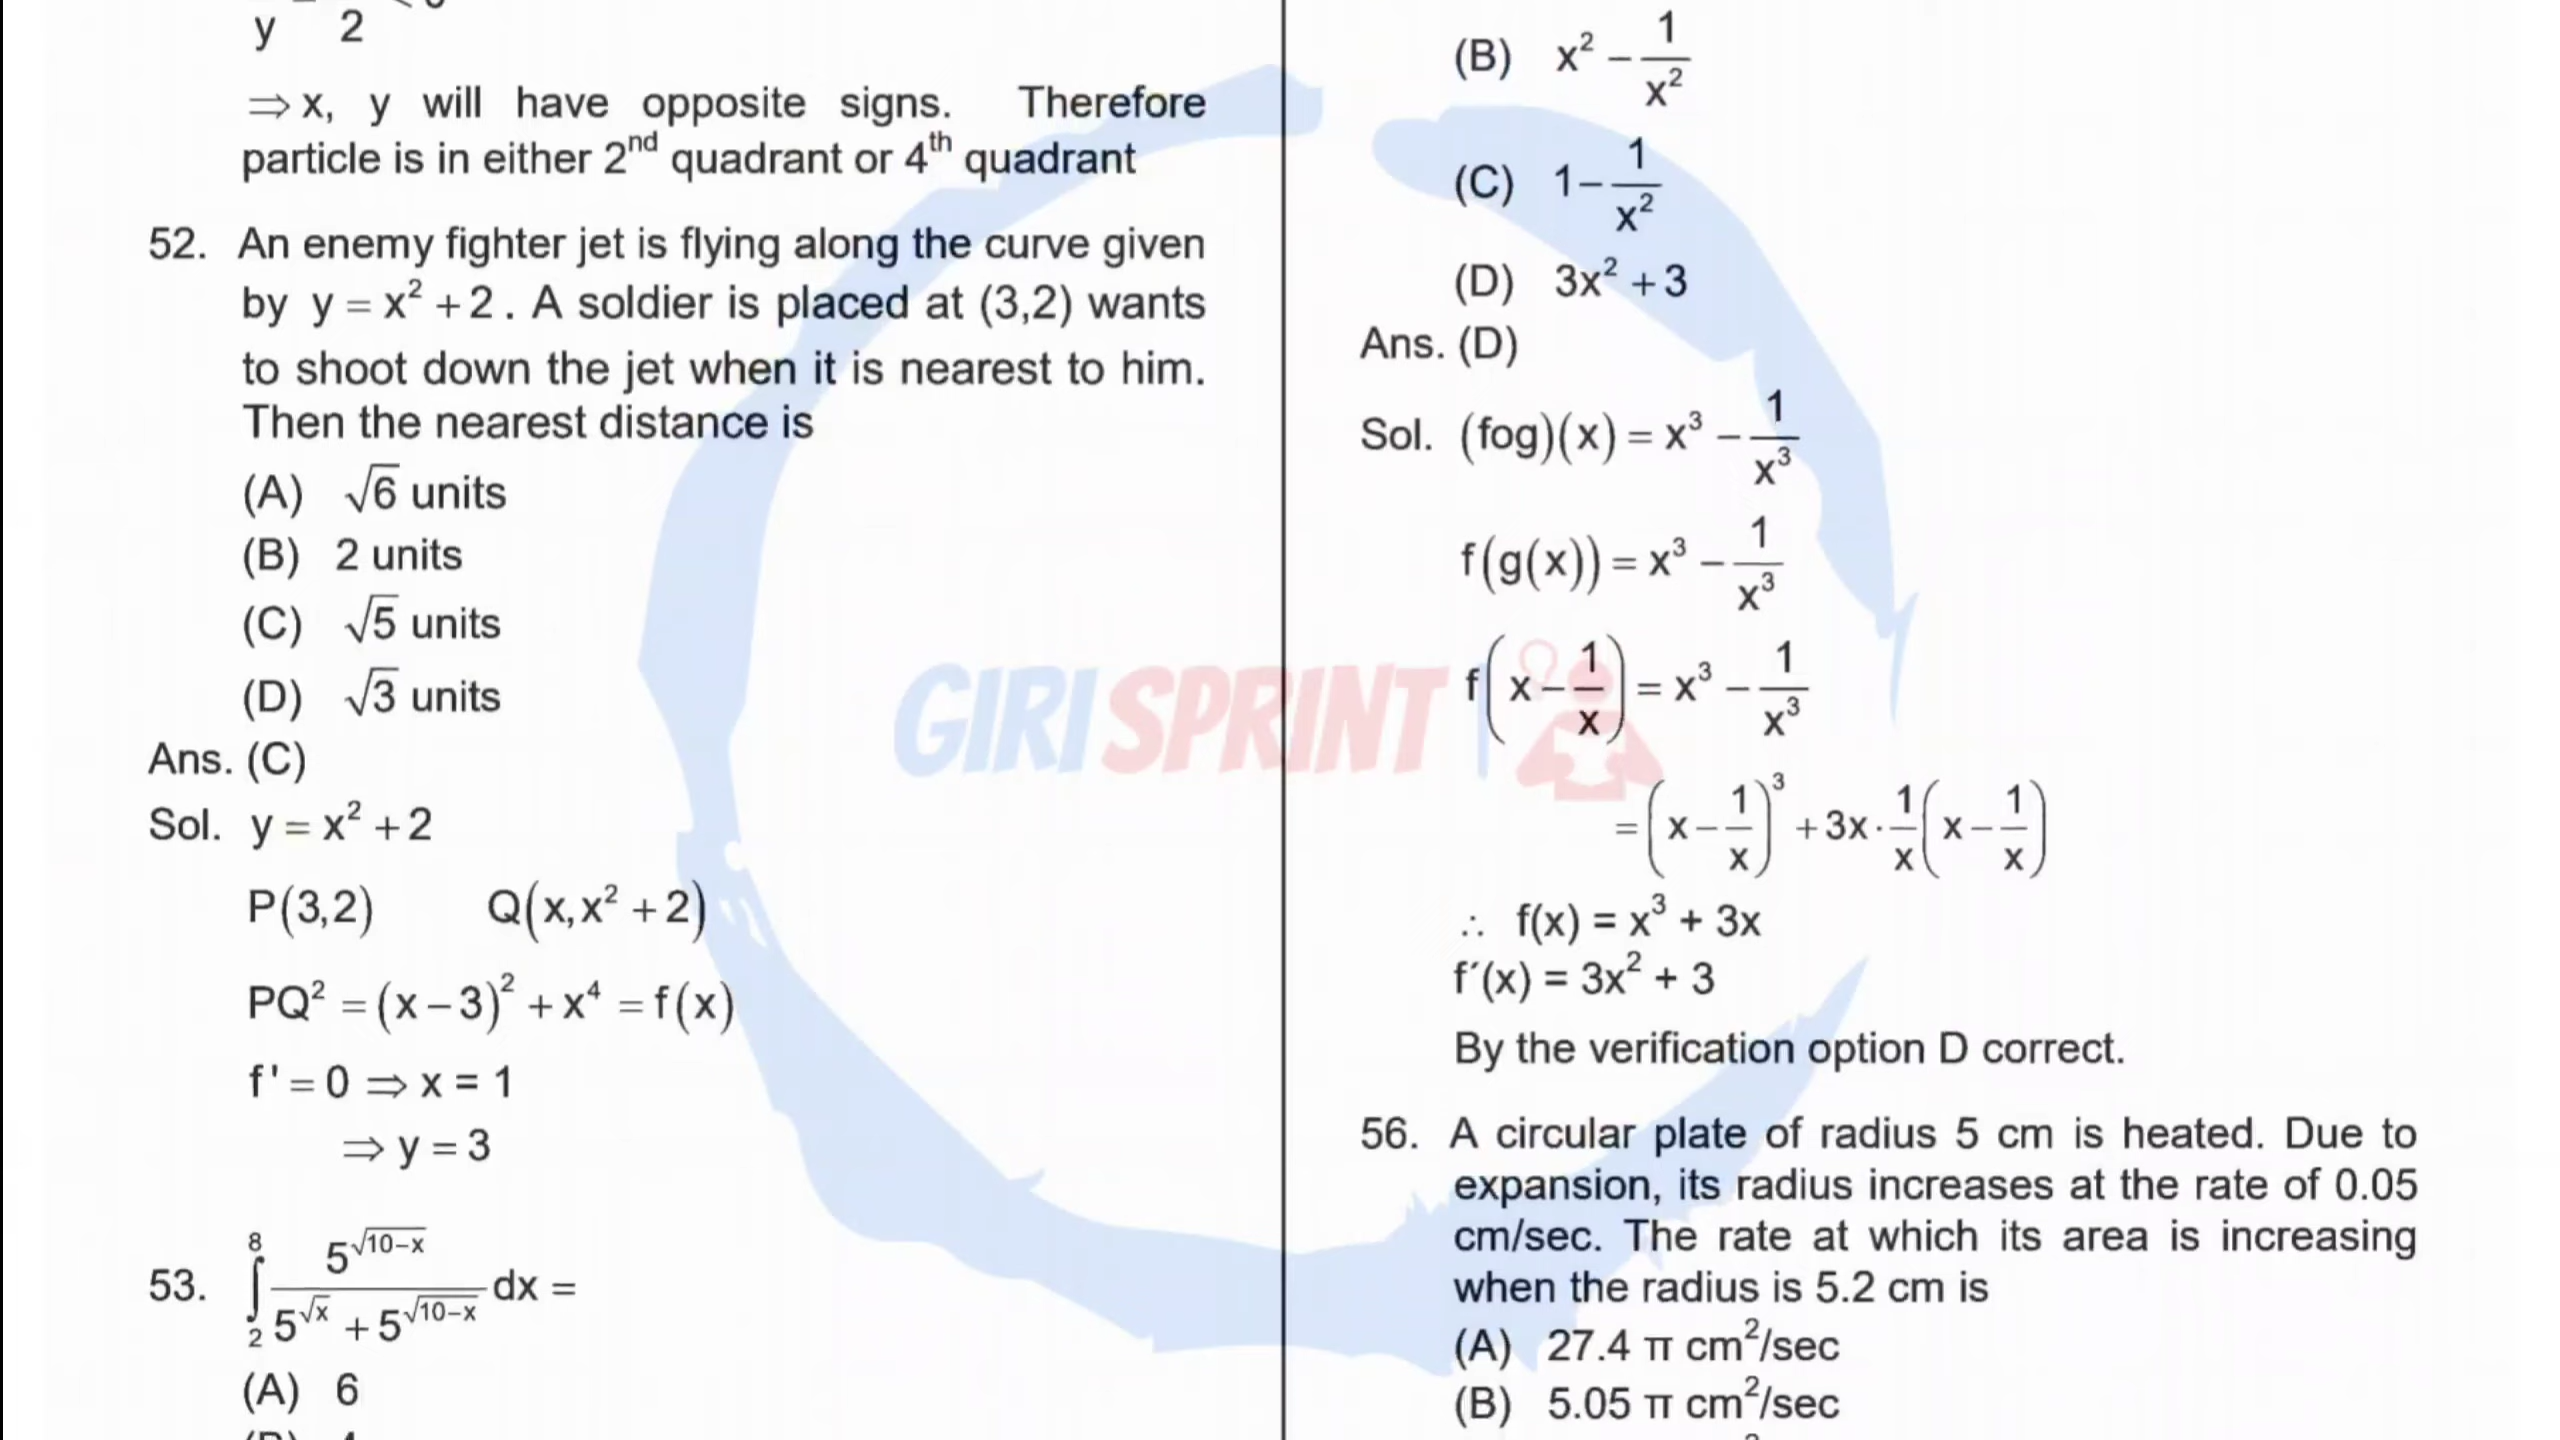 y 2
⇒ x, y will have opposite signs. Therefore
particle is in either 2nd quadrant or 4th quadrant
52. An enemy fighter jet is flying along the curve given
by y = x² + 2 . A soldier is placed at (3,2) wants
to shoot down the jet when it is nearest to him.
Then the nearest distance is
(A) √6 units
(B) 2 units
(C) √5 units
(D) √3 units
Ans. (C)
Sol. y = x² + 2
P(3,2) Q(x,x² + 2)
PQ² = (x − 3)² + x⁴ = f(x)
f' = 0 ⇒ x = 1
⇒ y = 3
53. ∫₂⁸ 5^√(10−x) / (5^√x + 5^√(10−x)) dx =
(A) 6
(B) x² − 1/x²
(C) 1 − 1/x²
(D) 3x² + 3
Ans. (D)
Sol. (fog)(x) = x³ − 1/x³
f(g(x)) = x³ − 1/x³
f(x − 1/x) = x³ − 1/x³
= (x − 1/x)³ + 3x · 1/x (x − 1/x)
∴ f(x) = x³ + 3x
f´(x) = 3x² + 3
By the verification option D correct.
56. A circular plate of radius 5 cm is heated. Due to
expansion, its radius increases at the rate of 0.05
cm/sec. The rate at which its area is increasing
when the radius is 5.2 cm is
(A) 27.4 π cm²/sec
(B) 5.05 π cm²/sec
GIRI SPRINT